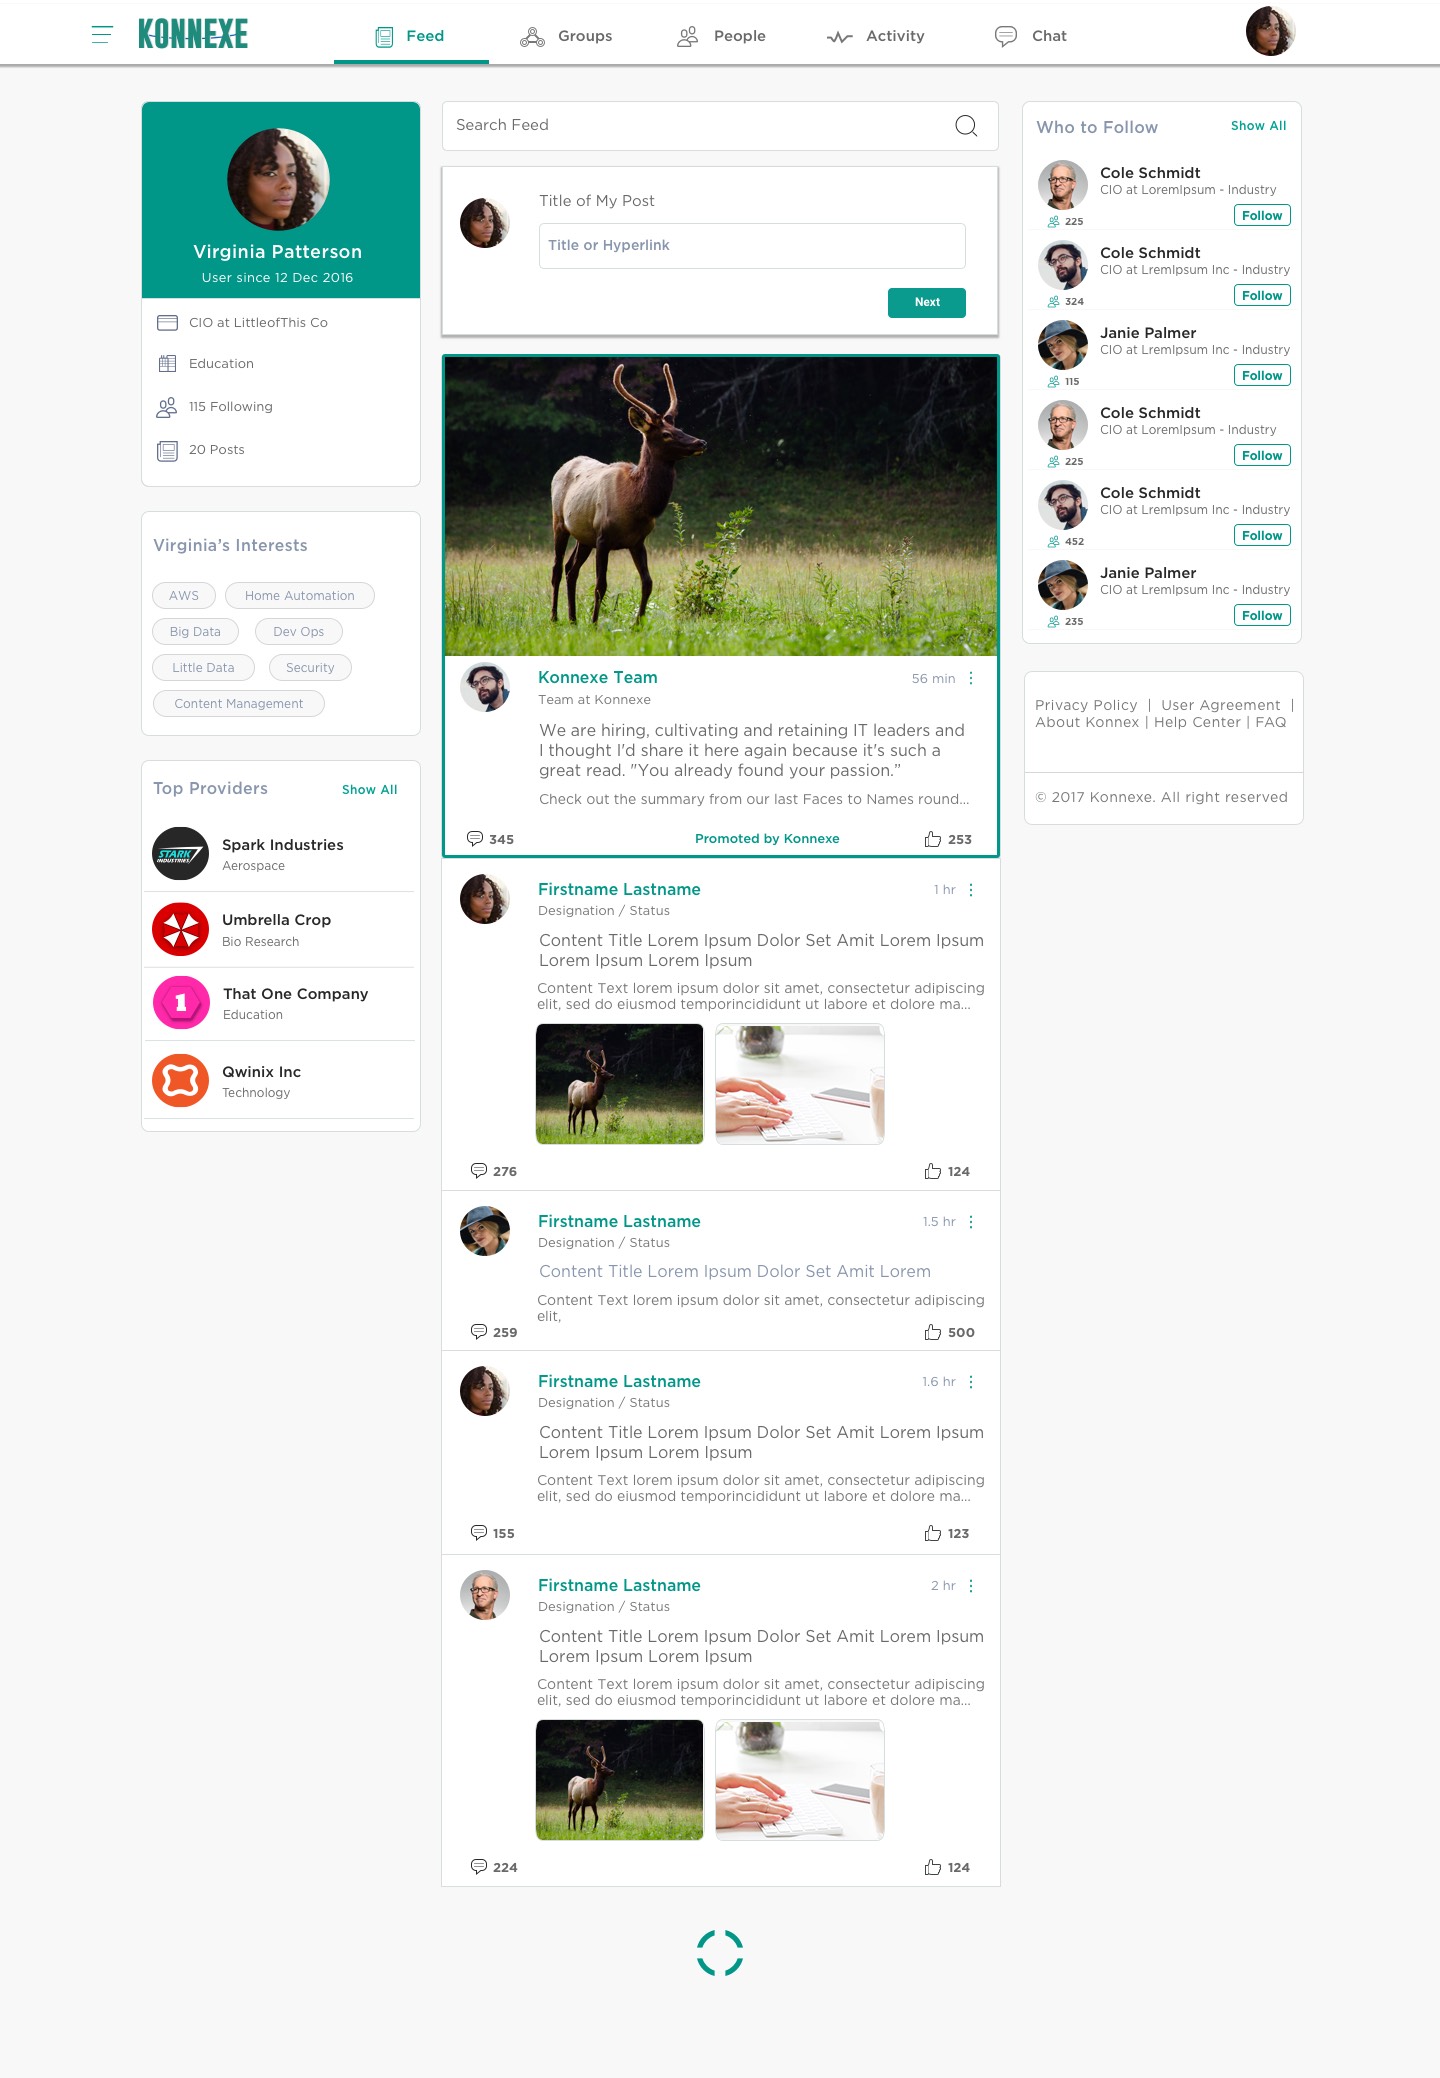 KONNEXE
Feed
Groups
People
Activity
Chat
Virginia Patterson
User since 12 Dec 2016
CIO at LittleofThis Co
Education
115 Following
20 Posts
Virginia’s Interests
AWS
Home Automation
Big Data
Dev Ops
Little Data
Security
Content Management
Top Providers
Show All
STARK
INDUSTRIES
Spark Industries
Aerospace
Umbrella Crop
Bio Research
1
That One Company
Education
Qwinix Inc
Technology
Search Feed
Title of My Post
Title or Hyperlink
Next
Konnexe Team
56 min
Team at Konnexe
We are hiring, cultivating and retaining IT leaders and
I thought I'd share it here again because it's such a
great read. "You already found your passion.”
Check out the summary from our last Faces to Names round...
345
Promoted by Konnexe
253
Firstname Lastname
1 hr
Designation / Status
Content Title Lorem Ipsum Dolor Set Amit Lorem Ipsum
Lorem Ipsum Lorem Ipsum
Content Text lorem ipsum dolor sit amet, consectetur adipiscing
elit, sed do eiusmod temporincididunt ut labore et dolore ma...
276
124
Firstname Lastname
1.5 hr
Designation / Status
Content Title Lorem Ipsum Dolor Set Amit Lorem
Content Text lorem ipsum dolor sit amet, consectetur adipiscing
elit,
259
500
Firstname Lastname
1.6 hr
Designation / Status
Content Title Lorem Ipsum Dolor Set Amit Lorem Ipsum
Lorem Ipsum Lorem Ipsum
Content Text lorem ipsum dolor sit amet, consectetur adipiscing
elit, sed do eiusmod temporincididunt ut labore et dolore ma...
155
123
Firstname Lastname
2 hr
Designation / Status
Content Title Lorem Ipsum Dolor Set Amit Lorem Ipsum
Lorem Ipsum Lorem Ipsum
Content Text lorem ipsum dolor sit amet, consectetur adipiscing
elit, sed do eiusmod temporincididunt ut labore et dolore ma...
224
124
Who to Follow
Show All
Cole Schmidt
CIO at LoremIpsum - Industry
225
Follow
Cole Schmidt
CIO at LremIpsum Inc - Industry
324
Follow
Janie Palmer
CIO at LremIpsum Inc - Industry
115
Follow
Cole Schmidt
CIO at LoremIpsum - Industry
225
Follow
Cole Schmidt
CIO at LremIpsum Inc - Industry
452
Follow
Janie Palmer
CIO at LremIpsum Inc - Industry
235
Follow
Privacy Policy | User Agreement |
About Konnex | Help Center | FAQ
© 2017 Konnexe. All right reserved